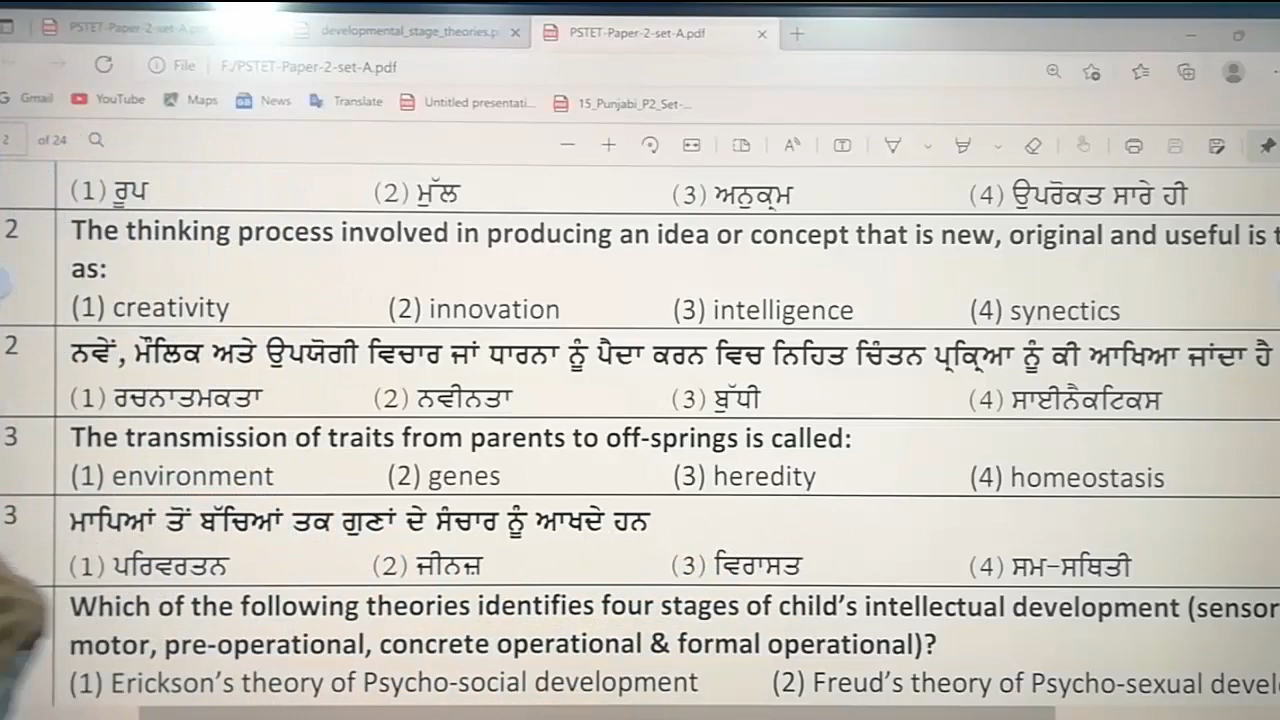 PSTET-Paper-2-set-A.p
developmental_stage_theories.p
PSTET-Paper-2-set-A.pdf
File F:/PSTET-Paper-2-set-A.pdf
Gmail YouTube Maps News Translate Untitled presentati... 15_Punjabi_P2_Set-...
2 of 24
(1) ਰੂਪ (2) ਮੁੱਲ (3) ਅਨੁਕ੍ਰਮ (4) ਉਪਰੋਕਤ ਸਾਰੇ ਹੀ
2 The thinking process involved in producing an idea or concept that is new, original and useful is t
as:
(1) creativity (2) innovation (3) intelligence (4) synectics
2 ਨਵੇਂ, ਮੌਲਿਕ ਅਤੇ ਉਪਯੋਗੀ ਵਿਚਾਰ ਜਾਂ ਧਾਰਨਾ ਨੂੰ ਪੈਦਾ ਕਰਨ ਵਿਚ ਨਿਹਿਤ ਚਿੰਤਨ ਪ੍ਰਕ੍ਰਿਆ ਨੂੰ ਕੀ ਆਖਿਆ ਜਾਂਦਾ ਹੈ
(1) ਰਚਨਾਤਮਕਤਾ (2) ਨਵੀਨਤਾ (3) ਬੁੱਧੀ (4) ਸਾਈਨੈਕਟਿਕਸ
3 The transmission of traits from parents to off-springs is called:
(1) environment (2) genes (3) heredity (4) homeostasis
3 ਮਾਪਿਆਂ ਤੋਂ ਬੱਚਿਆਂ ਤਕ ਗੁਣਾਂ ਦੇ ਸੰਚਾਰ ਨੂੰ ਆਖਦੇ ਹਨ
(1) ਪਰਿਵਰਤਨ (2) ਜੀਨਜ਼ (3) ਵਿਰਾਸਤ (4) ਸਮ-ਸਥਿਤੀ
Which of the following theories identifies four stages of child's intellectual development (sensor
motor, pre-operational, concrete operational & formal operational)?
(1) Erickson's theory of Psycho-social development (2) Freud's theory of Psycho-sexual devel